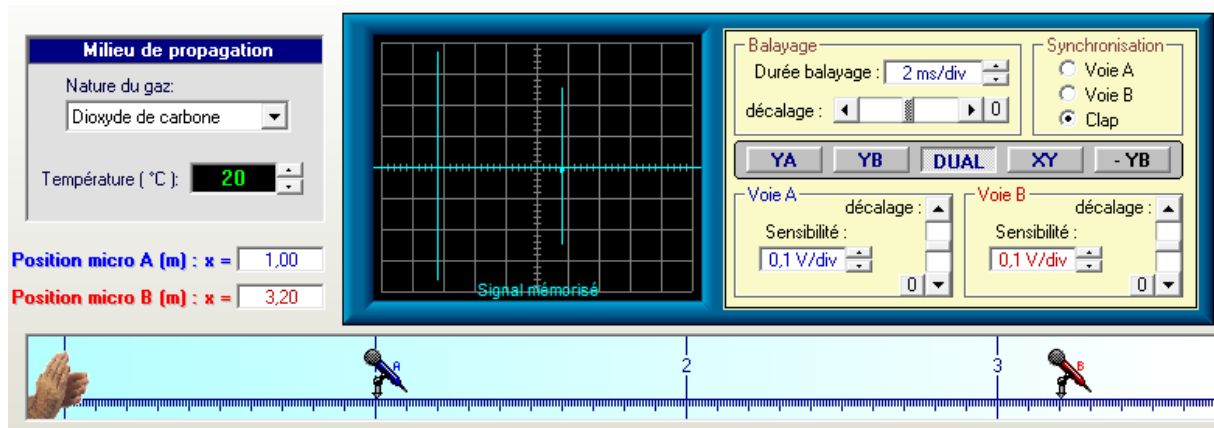 Milieu de propagation
Nature du gaz:
Dioxyde de carbone
Température ( °C ): 20
Position micro A (m) : x = 1,00
Position micro B (m) : x = 3,20
Signal mémorisé
Balayage
Durée balayage : 2 ms/div
décalage : 0
Synchronisation
Voie A
Voie B
Clap
YA YB DUAL XY - YB
Voie A
décalage :
Sensibilité :
0,1 V/div
0
Voie B
décalage :
Sensibilité :
0,1 V/div
0
A 2 3 B